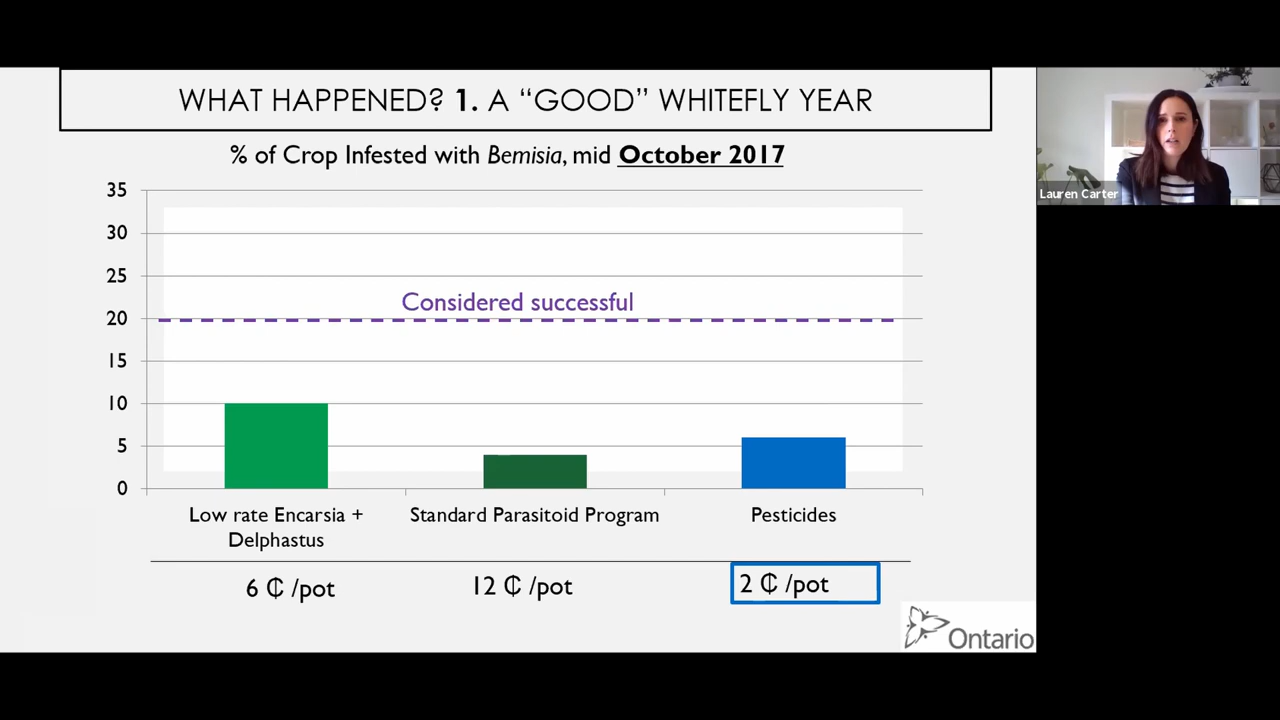 WHAT HAPPENED? 1. A “GOOD” WHITEFLY YEAR
% of Crop Infested with Bemisia, mid October 2017
Lauren Carter
35
30
25
Considered successful
20
15
10
5
0
Low rate Encarsia +
Delphastus
Standard Parasitoid Program
Pesticides
6 ₵ /pot
12 ₵ /pot
2 ₵ /pot
Ontario